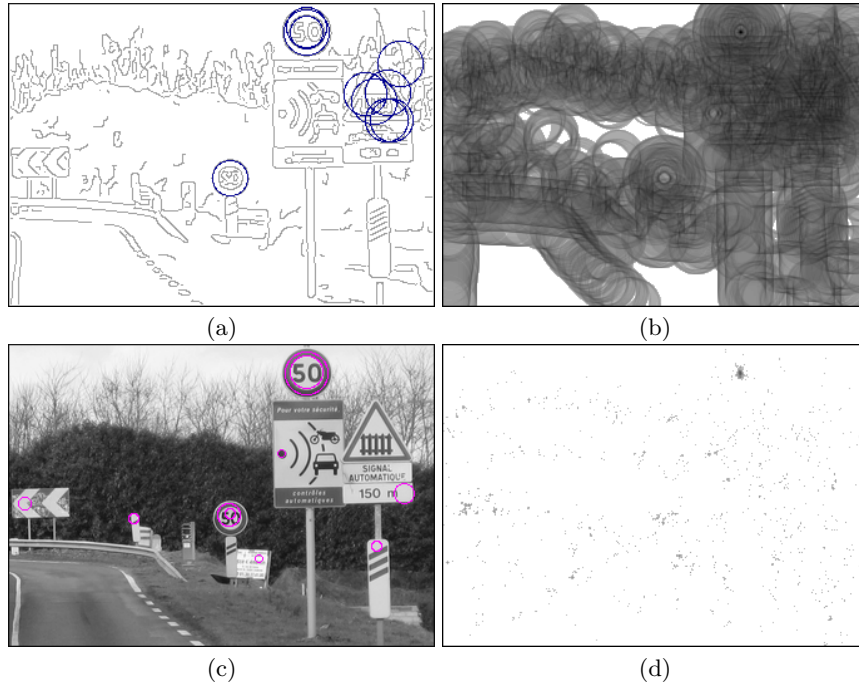 50
(a)
(b)
50
Pour votre sécurité
SIGNAL
AUTOMATIQUE
150 m
contrôles
automatiques
50
(c)
(d)